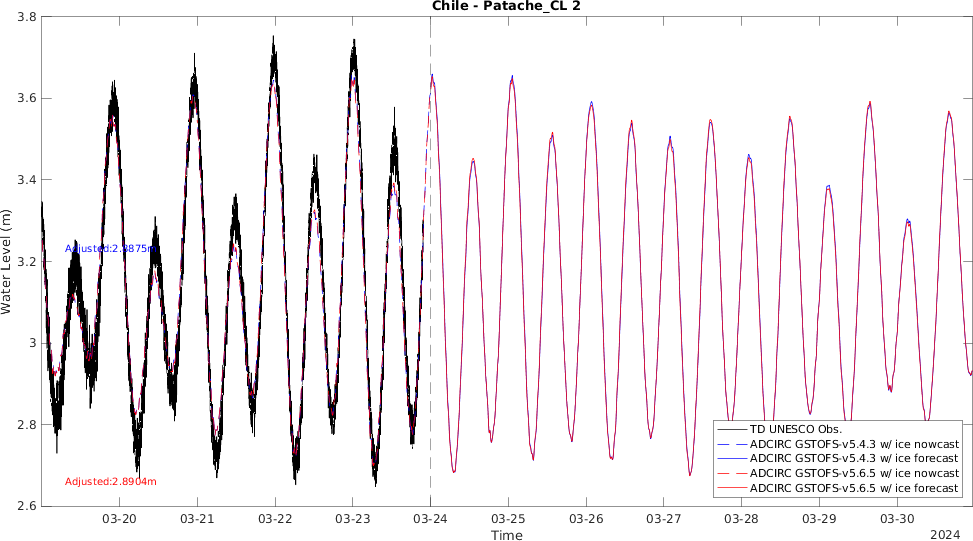 Chile - Patache_CL 2
3.8
3.6
3.4
3.2
3
2.8
2.6
Water Level (m)
Adjusted:2.8875m
Adjusted:2.8904m
TD UNESCO Obs.
ADCIRC GSTOFS-v5.4.3 w/ ice nowcast
ADCIRC GSTOFS-v5.4.3 w/ ice forecast
ADCIRC GSTOFS-v5.6.5 w/ ice nowcast
ADCIRC GSTOFS-v5.6.5 w/ ice forecast
03-20 03-21 03-22 03-23 03-24 03-25 03-26 03-27 03-28 03-29 03-30
Time
2024